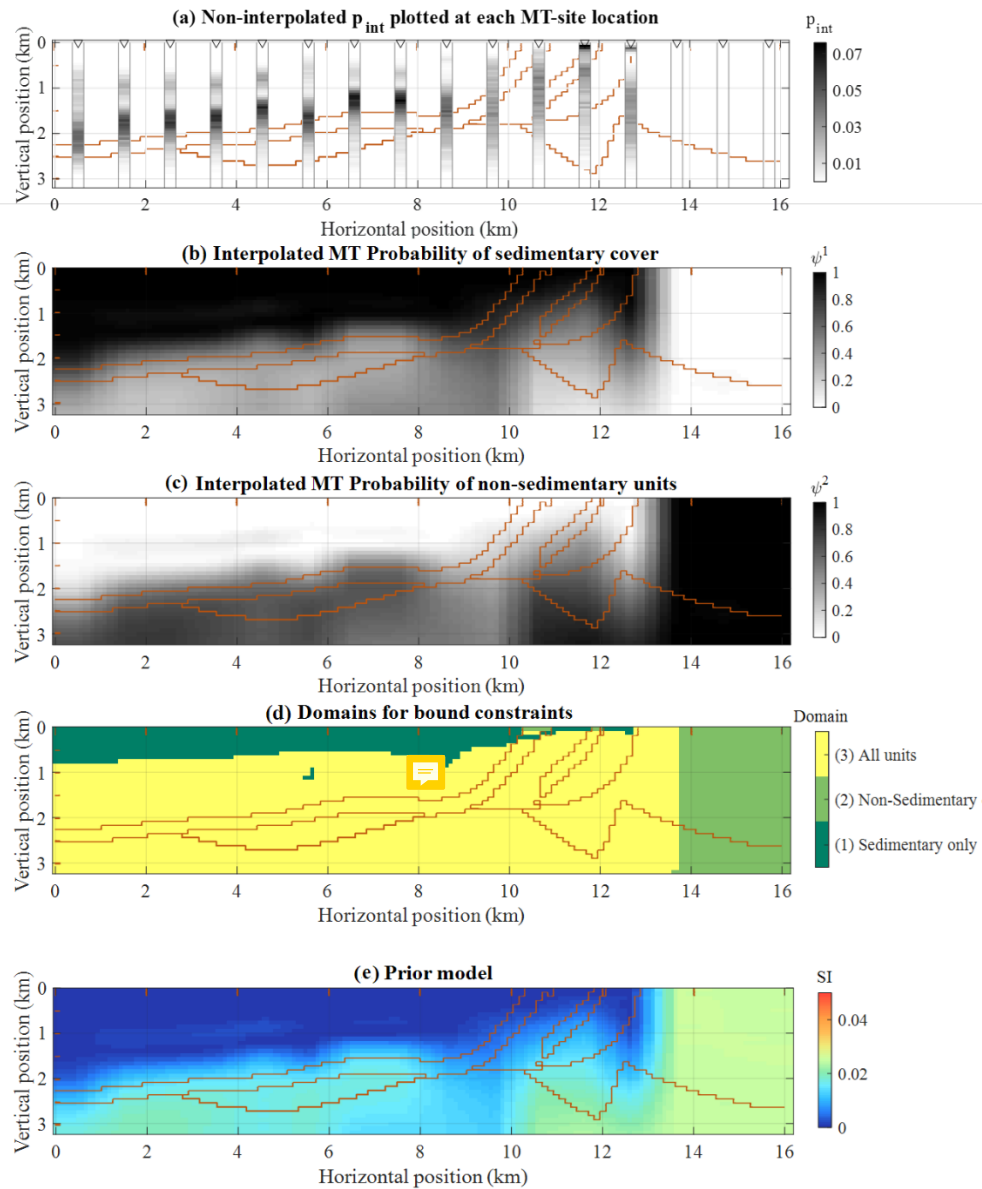 (a) Non-interpolated p_int plotted at each MT-site location
p_int
Vertical position (km)
0
1
2
3
0.07
0.05
0.03
0.01
0 2 4 6 8 10 12 14 16
Horizontal position (km)
(b) Interpolated MT Probability of sedimentary cover
ψ¹
Vertical position (km)
0
1
2
3
1
0.8
0.6
0.4
0.2
0
0 2 4 6 8 10 12 14 16
Horizontal position (km)
(c) Interpolated MT Probability of non-sedimentary units
ψ²
Vertical position (km)
0
1
2
3
1
0.8
0.6
0.4
0.2
0
0 2 4 6 8 10 12 14 16
Horizontal position (km)
(d) Domains for bound constraints
Domain
Vertical position (km)
0
1
2
3
(3) All units
(2) Non-Sedimentary
(1) Sedimentary only
0 2 4 6 8 10 12 14 16
Horizontal position (km)
(e) Prior model
SI
Vertical position (km)
0
1
2
3
0.04
0.02
0
0 2 4 6 8 10 12 14 16
Horizontal position (km)